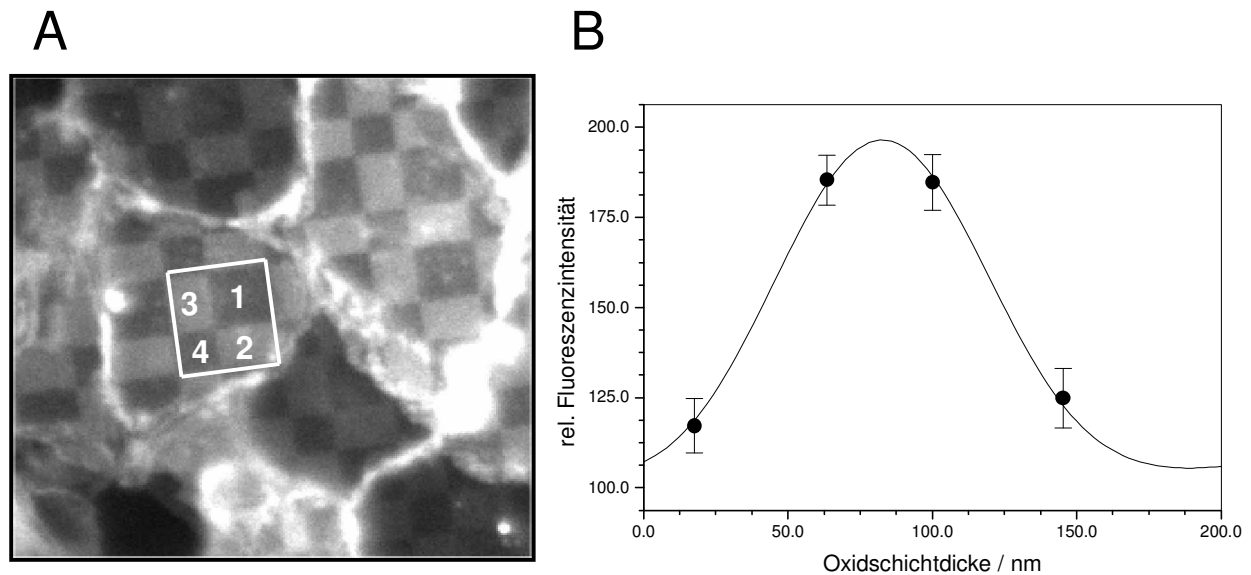 A
B
3 1
4 2
rel. Fluoreszenzintensität
200.0
175.0
150.0
125.0
100.0
0.0 50.0 100.0 150.0 200.0
Oxidschichtdicke / nm